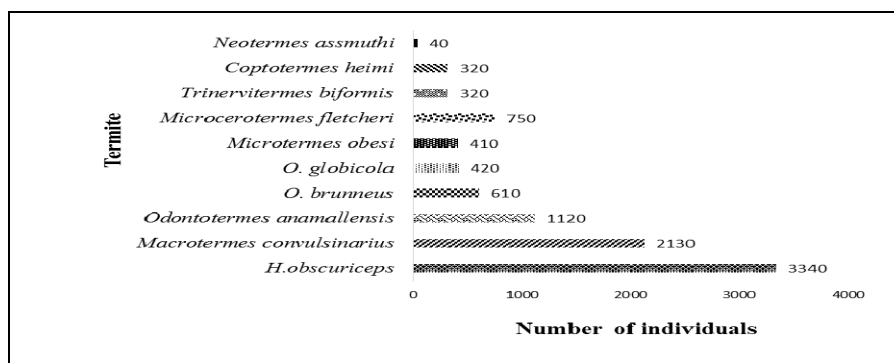 Termite
Neotermes assmuthi 40
Coptotermes heimi 320
Trinervitermes biformis 320
Microcerotermes fletcheri 750
Microtermes obesi 410
O. globicola 420
O. brunneus 610
Odontotermes anamallensis 1120
Macrotermes convulsinarius 2130
H.obscuriceps 3340
0 1000 2000 3000 4000
Number of individuals